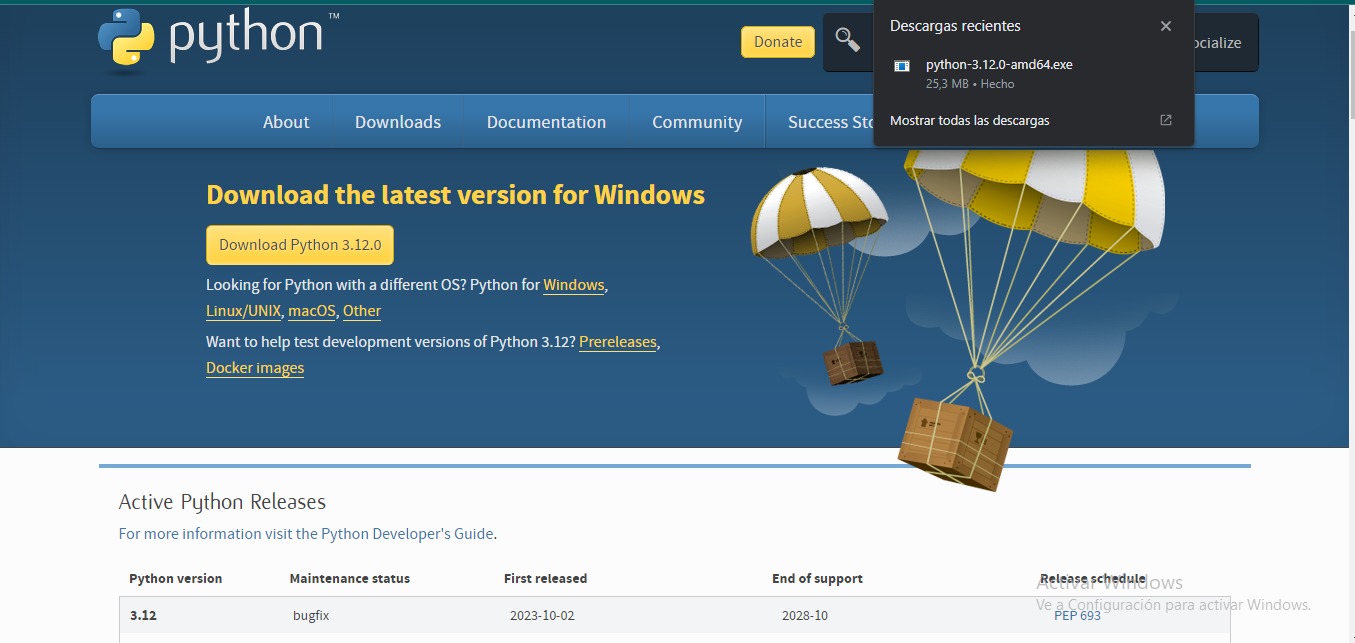 python™
Donate
ocialize
Descargas recientes
python-3.12.0-amd64.exe
25,3 MB • Hecho
Mostrar todas las descargas
About
Downloads
Documentation
Community
Success Sto
Download the latest version for Windows
Download Python 3.12.0
Looking for Python with a different OS? Python for Windows,
Linux/UNIX, macOS, Other
Want to help test development versions of Python 3.12? Prereleases,
Docker images
Active Python Releases
For more information visit the Python Developer's Guide.
Python version Maintenance status First released End of support Release schedule
3.12 bugfix 2023-10-02 2028-10 PEP 693
Activar Windows
Ve a Configuración para activar Windows.